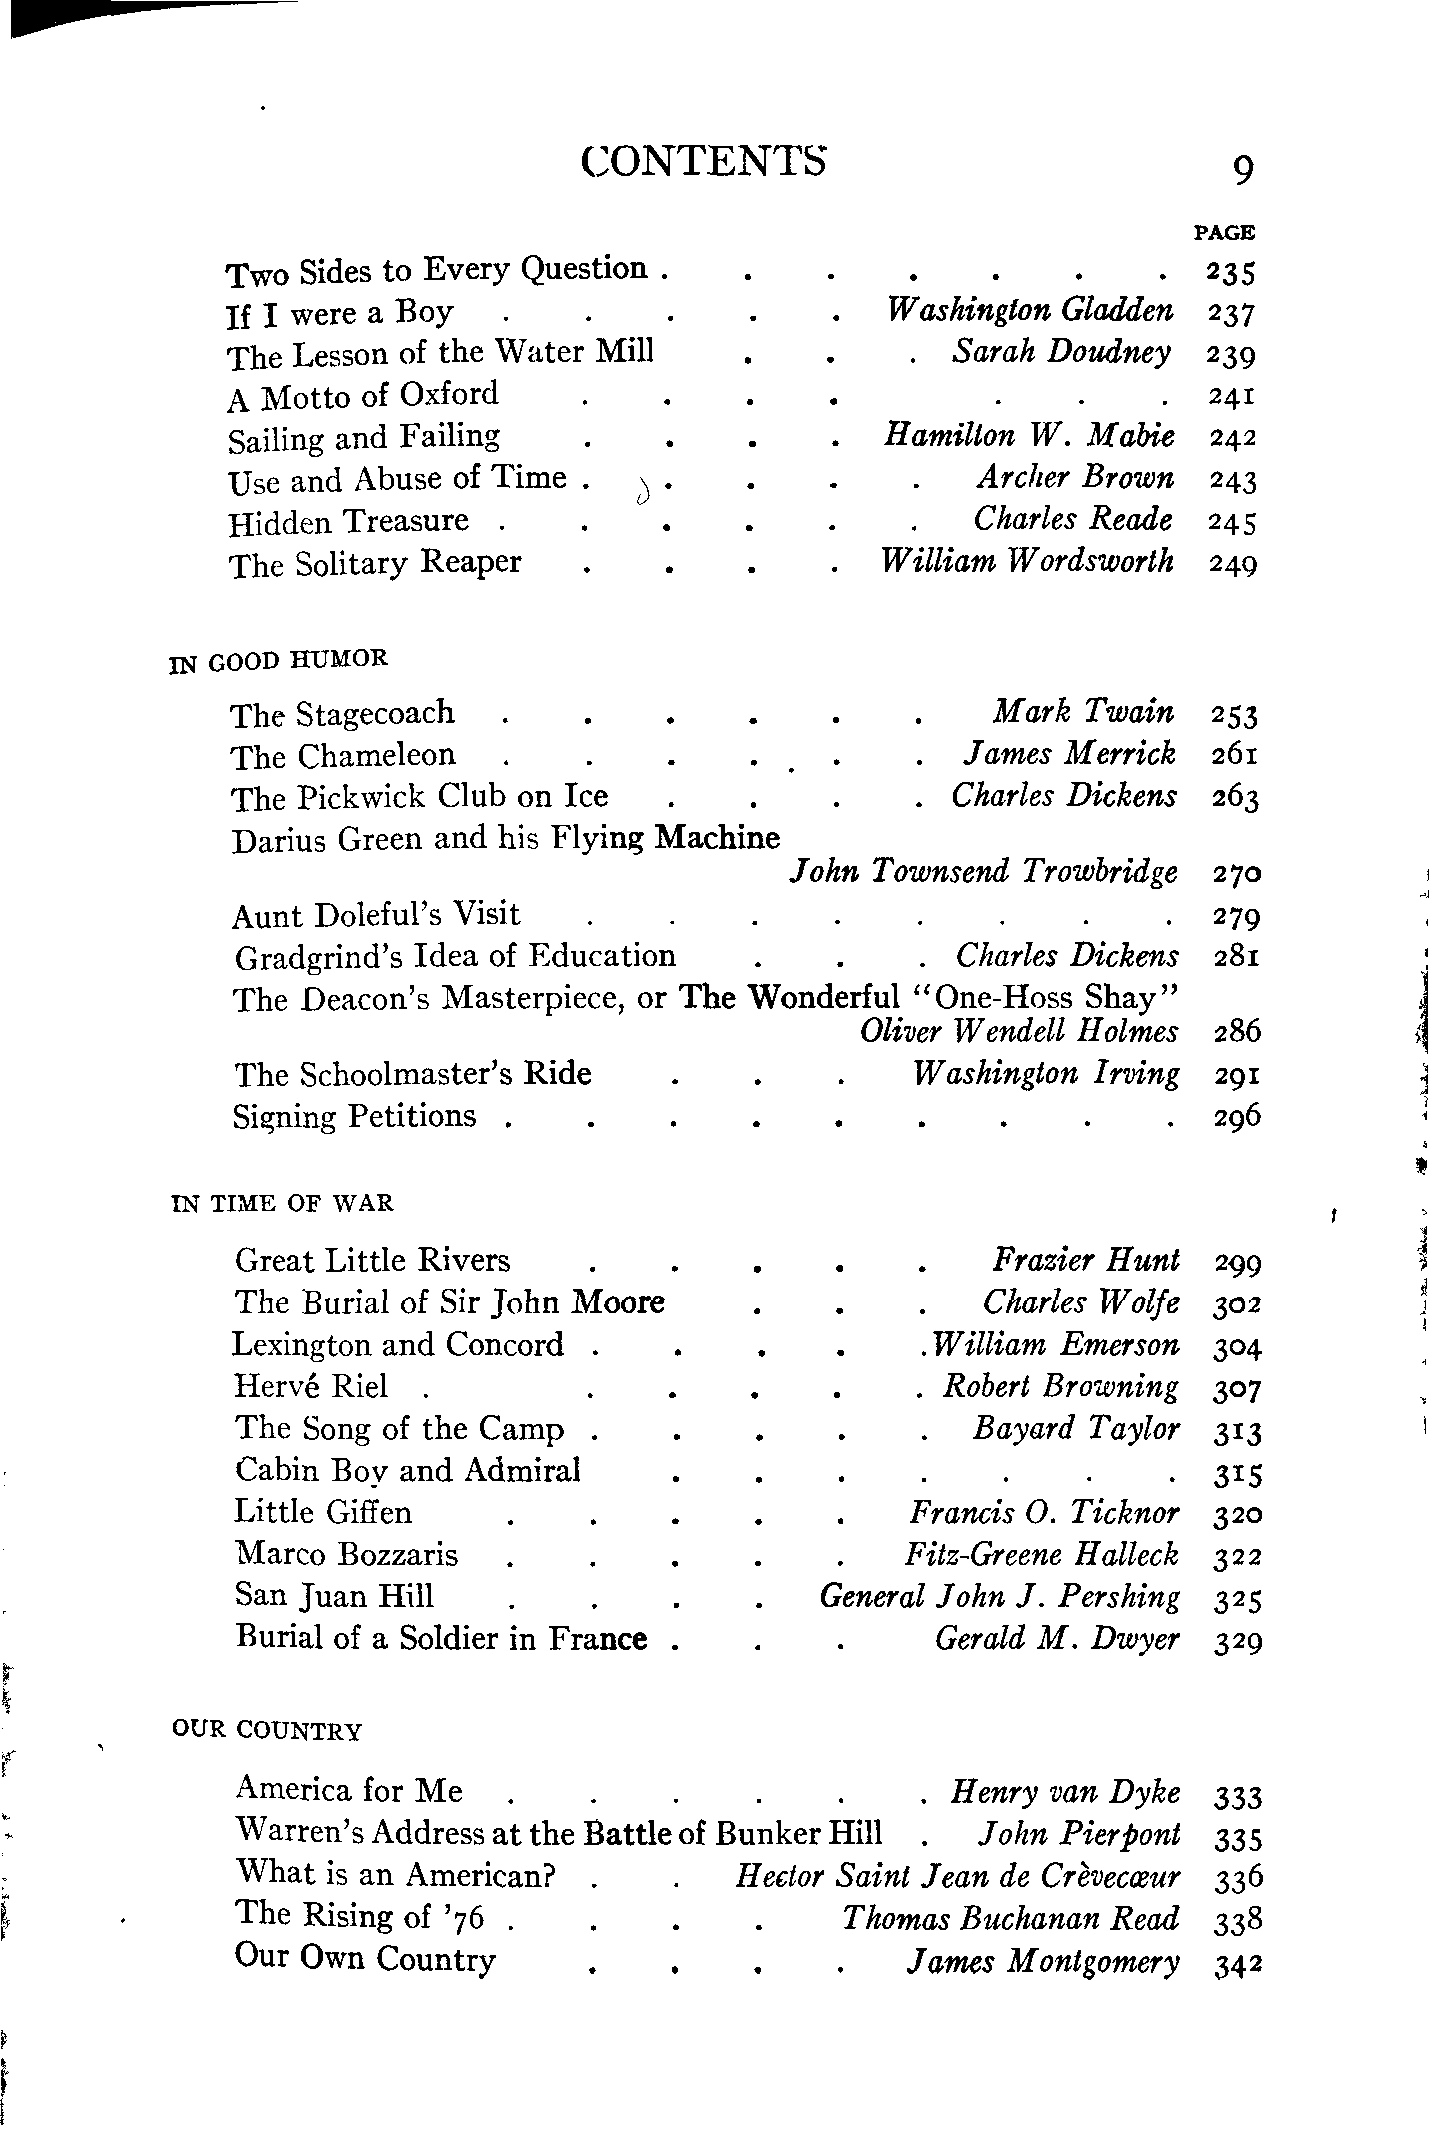 CONTENTS 9
PAGE
Two Sides to Every Question . . . . . . . 235
If I were a Boy . . . . . Washington Gladden 237
The Lesson of the Water Mill . . . Sarah Doudney 239
A Motto of Oxford . . . . . . . 241
Sailing and Failing . . . . Hamilton W. Mabie 242
Use and Abuse of Time . . . . . Archer Brown 243
Hidden Treasure . . . . . . Charles Reade 245
The Solitary Reaper . . . . William Wordsworth 249
IN GOOD HUMOR
The Stagecoach . . . . . . Mark Twain 253
The Chameleon . . . . . . James Merrick 261
The Pickwick Club on Ice . . . . Charles Dickens 263
Darius Green and his Flying Machine
John Townsend Trowbridge 270
Aunt Doleful's Visit . . . . . . . . 279
Gradgrind's Idea of Education . . . Charles Dickens 281
The Deacon's Masterpiece, or The Wonderful "One-Hoss Shay"
Oliver Wendell Holmes 286
The Schoolmaster's Ride . . . Washington Irving 291
Signing Petitions . . . . . . . . . 296
IN TIME OF WAR
Great Little Rivers . . . . . Frazier Hunt 299
The Burial of Sir John Moore . . . Charles Wolfe 302
Lexington and Concord . . . . . William Emerson 304
Hervé Riel . . . . . . Robert Browning 307
The Song of the Camp . . . . . Bayard Taylor 313
Cabin Boy and Admiral . . . . . . . 315
Little Giffen . . . . . Francis O. Ticknor 320
Marco Bozzaris . . . . . Fitz-Greene Halleck 322
San Juan Hill . . . . General John J. Pershing 325
Burial of a Soldier in France . . . Gerald M. Dwyer 329
OUR COUNTRY
America for Me . . . . . . Henry van Dyke 333
Warren's Address at the Battle of Bunker Hill . John Pierpont 335
What is an American? . . Hector Saint Jean de Crèvecœur 336
The Rising of '76 . . . . Thomas Buchanan Read 338
Our Own Country . . . . James Montgomery 342